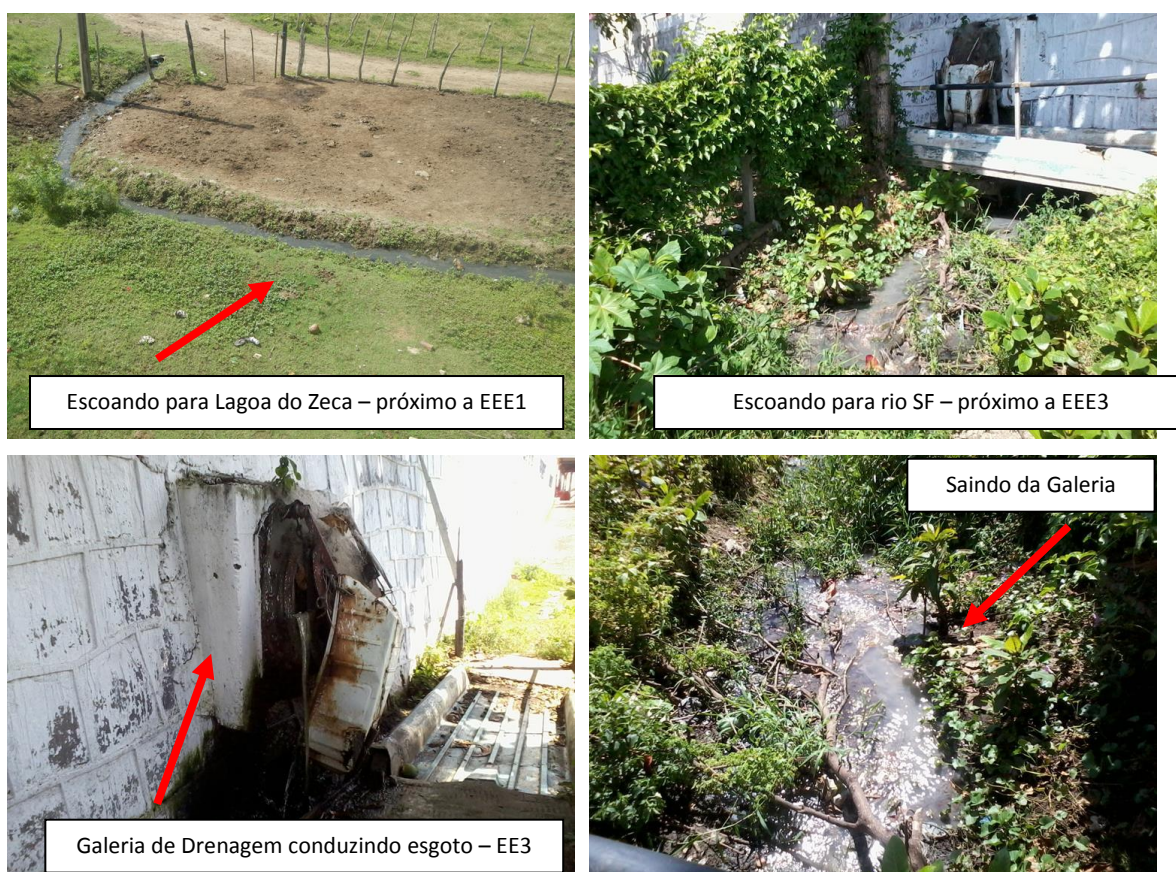 Escoando para Lagoa do Zeca – próximo a EEE1
Escoando para rio SF – próximo a EEE3
Saindo da Galeria
Galeria de Drenagem conduzindo esgoto – EE3